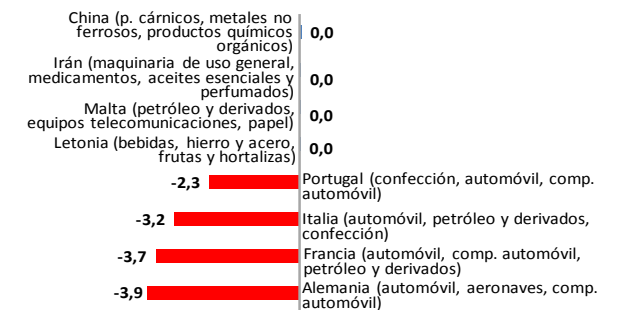 China (p. cárnicos, metales no
ferrosos, productos químicos
orgánicos)
0,0
Irán (maquinaria de uso general,
medicamentos, aceites esenciales y
perfumados)
0,0
Malta (petróleo y derivados,
equipos telecomunicaciones, papel)
0,0
Letonia (bebidas, hierro y acero,
frutas y hortalizas)
0,0
-2,3
Portugal (confección, automóvil, comp.
automóvil)
-3,2
Italia (automóvil, petróleo y derivados,
confección)
-3,7
Francia (automóvil, comp. automóvil,
petróleo y derivados)
-3,9
Alemania (automóvil, aeronaves, comp.
automóvil)